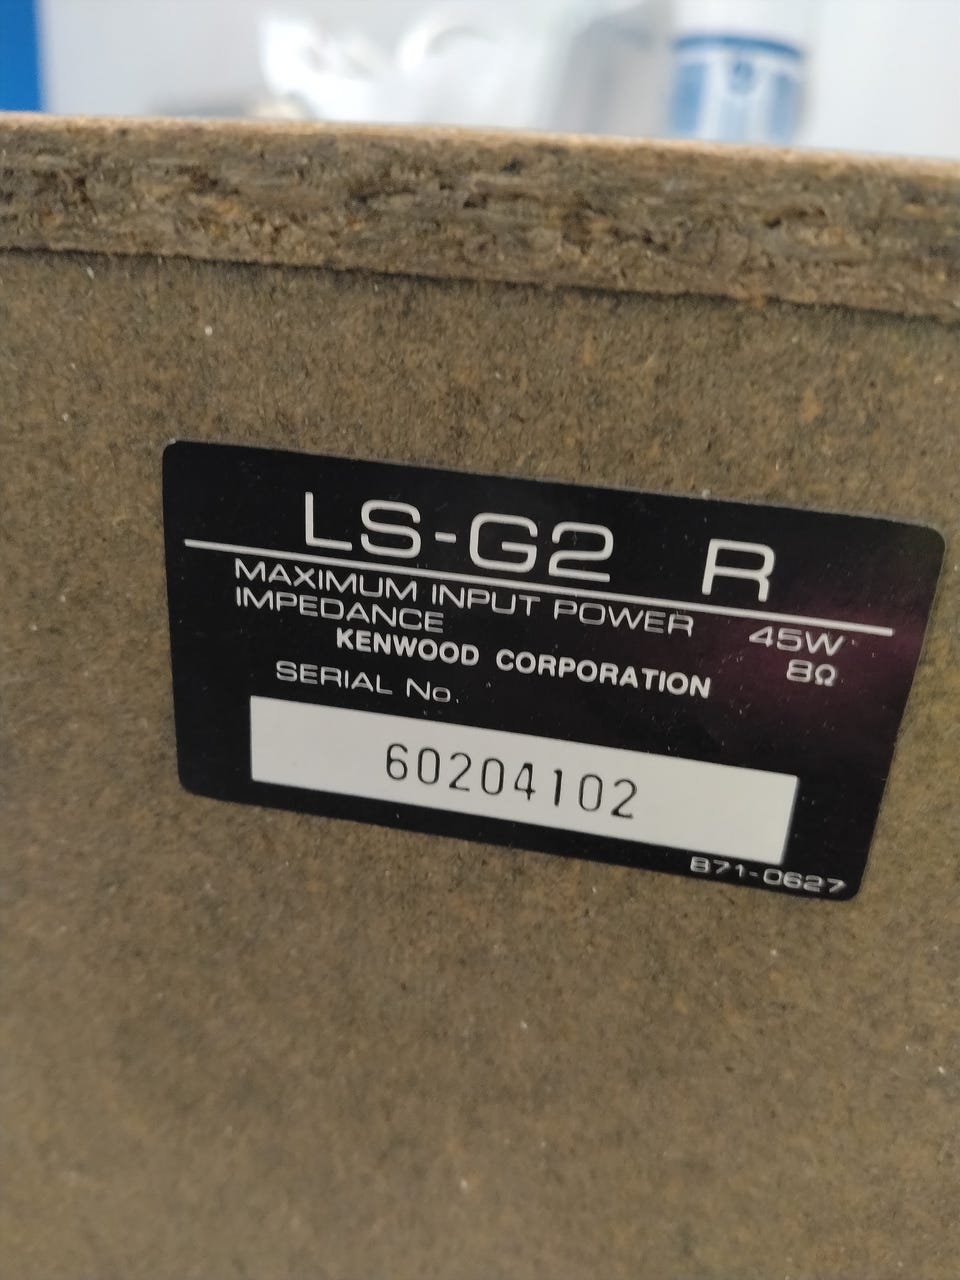 LS-G2 R
MAXIMUM INPUT POWER 45W
IMPEDANCE 8Ω
KENWOOD CORPORATION
SERIAL No.
60204102
B71-0627